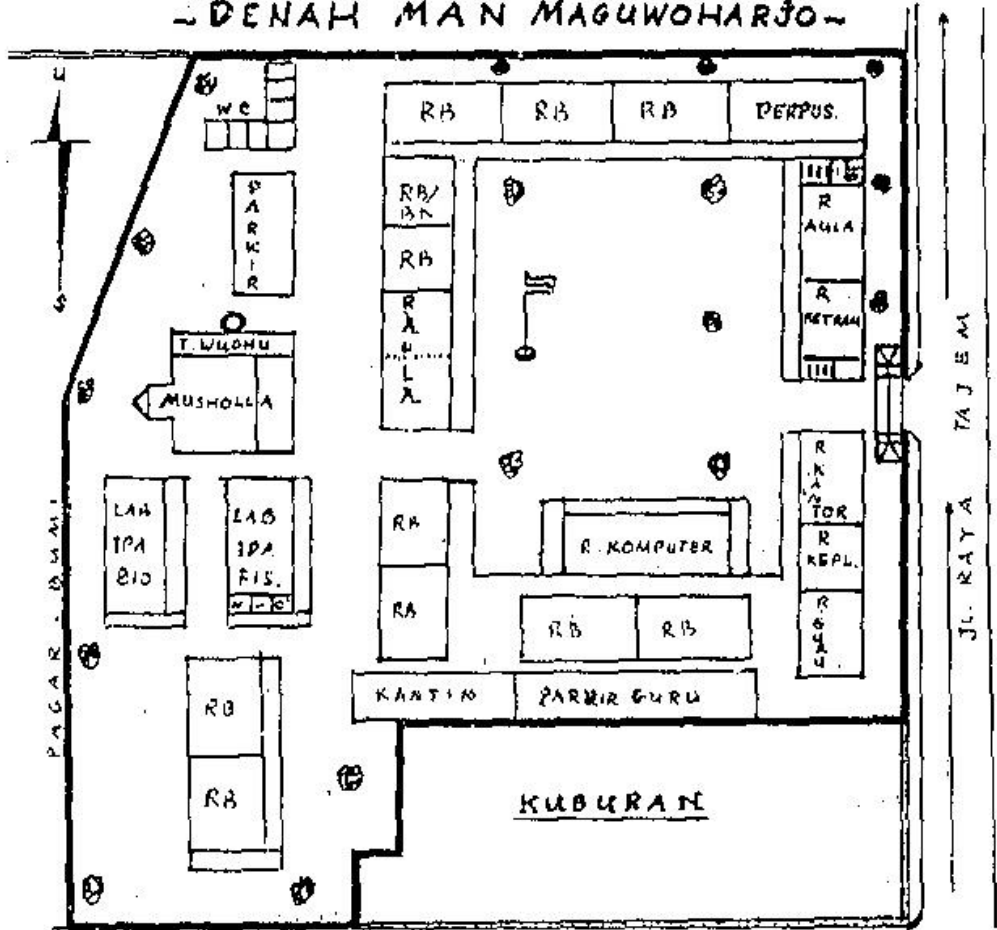 ~DENAH MAN MAGUWOHARJO~
U
S
WC
PARKIR
RB
RB
RB
PERPUS.
RB/
BK
RB
R AULA
R
AULA
R
T. WUDHU
MUSHOLLA
LAB
IPA
BIO
LAB
IPA
FIS.
RB
RB
R. KOMPUTER
RB
RB
R
KANTOR
R
KEPL.
R GURU
KANTIN
PARKIR GURU
RB
RB
KUBURAN
PAGAR BUMI
JL. RAYA TAJEM